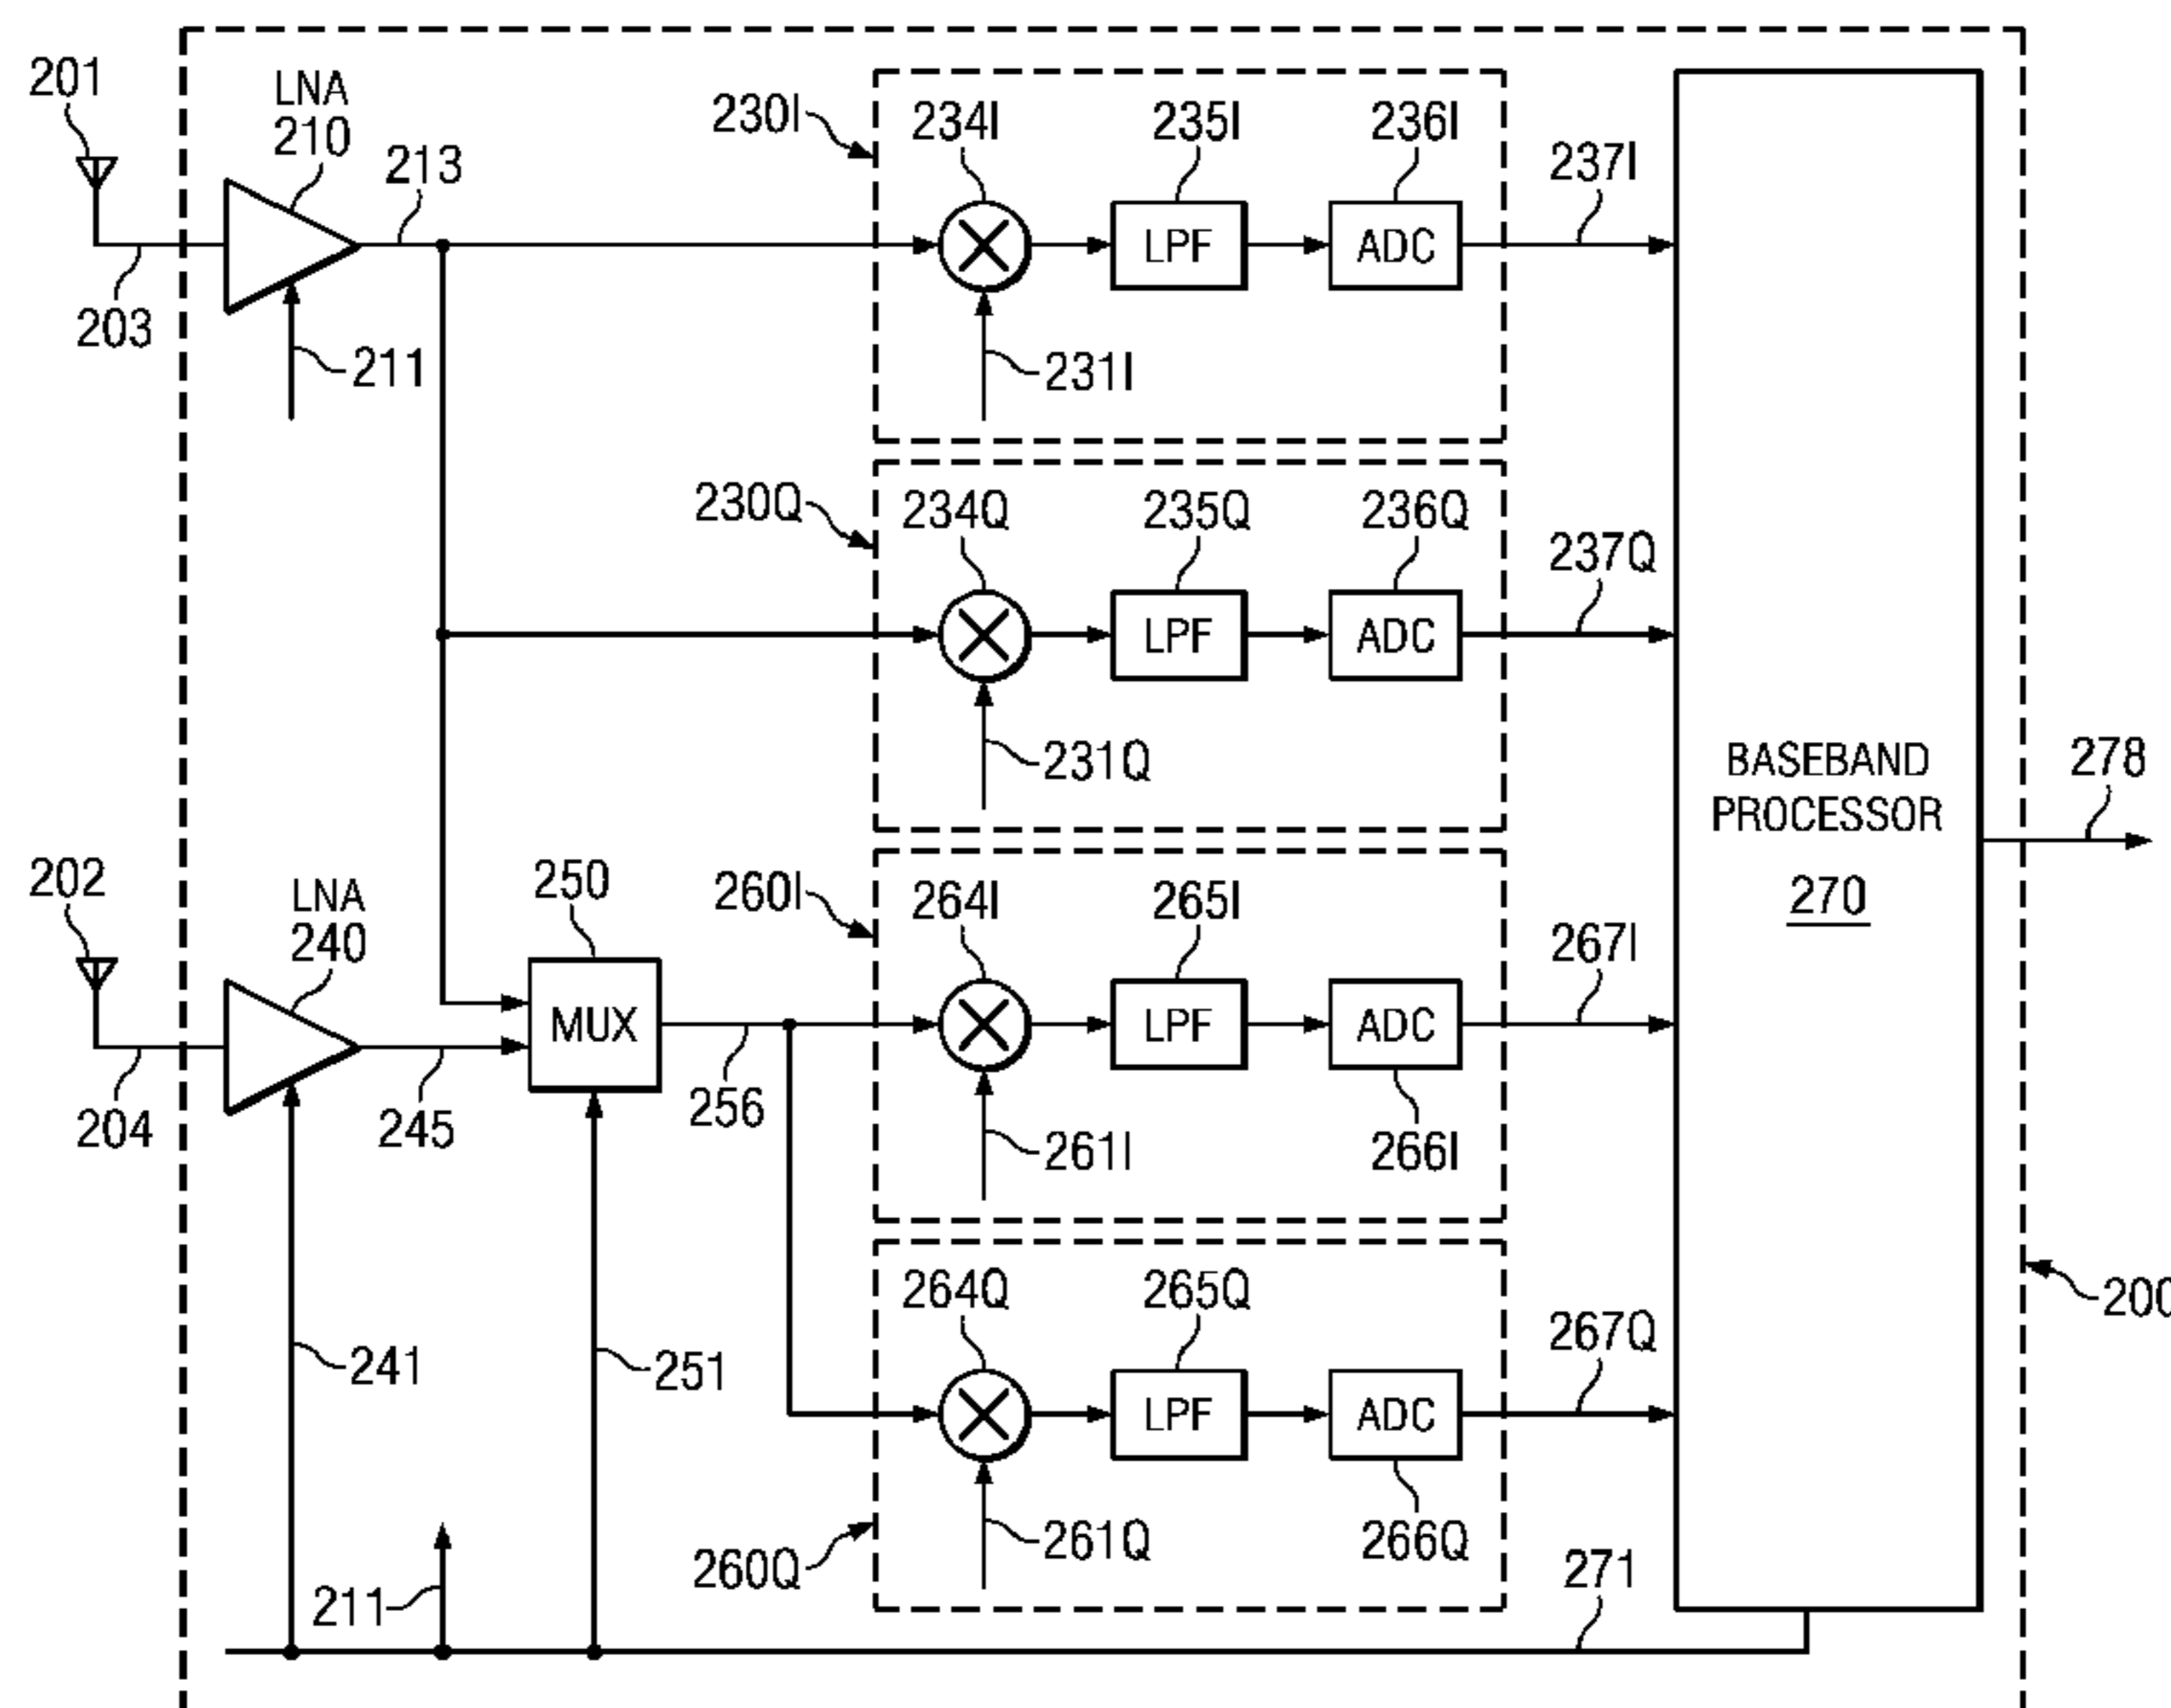 201
LNA
210
213
230I
234I
235I
236I
237I
LPF
ADC
203
211
231I
230Q
234Q
235Q
236Q
237Q
LPF
ADC
231Q
BASEBAND
PROCESSOR
270
278
202
LNA
240
250
260I
264I
265I
267I
MUX
LPF
ADC
204
245
256
261I
266I
264Q
265Q
200
267Q
241
251
LPF
ADC
261Q
266Q
260Q
271
211